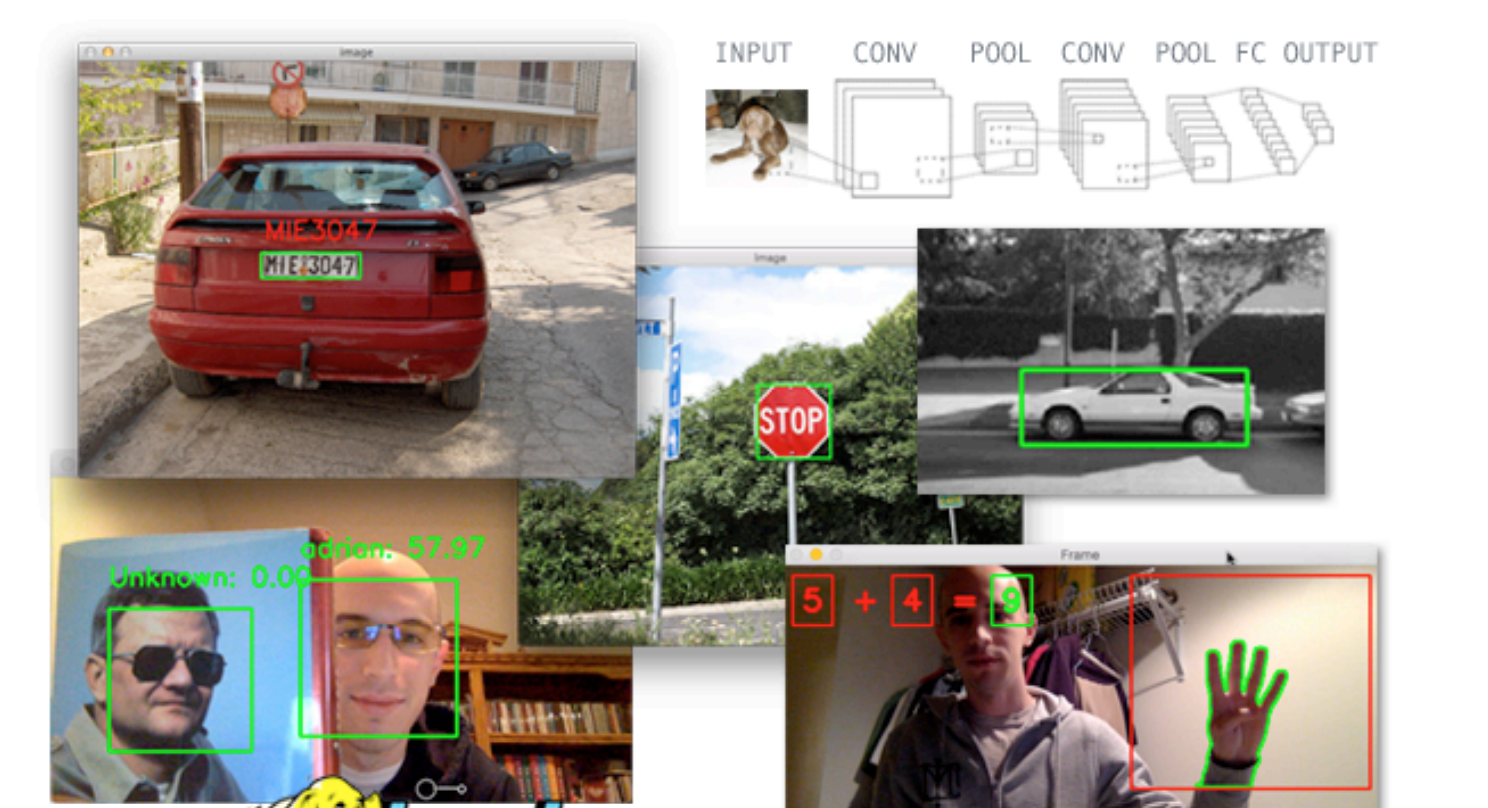 image
INPUT CONV POOL CONV POOL FC OUTPUT
MIE3047
MIE 3047
Image
STOP
adrian: 57.97
Unknown: 0.00
Frame
5 + 4 = 9